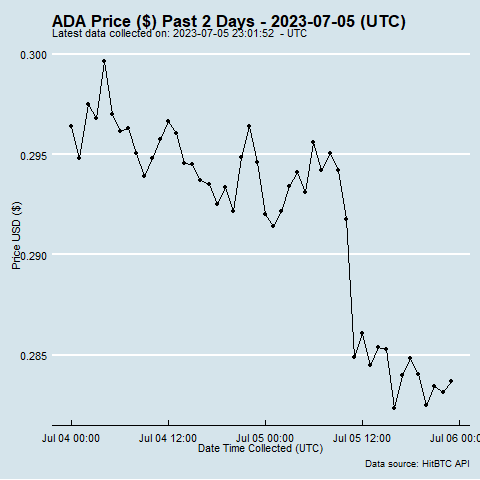 ADA Price ($) Past 2 Days - 2023-07-05 (UTC)
Latest data collected on: 2023-07-05 23:01:52 - UTC
0.300
0.295
0.290
0.285
Price USD ($)
Jul 04 00:00 Jul 04 12:00 Jul 05 00:00 Jul 05 12:00 Jul 06 00:0
Date Time Collected (UTC)
Data source: HitBTC API